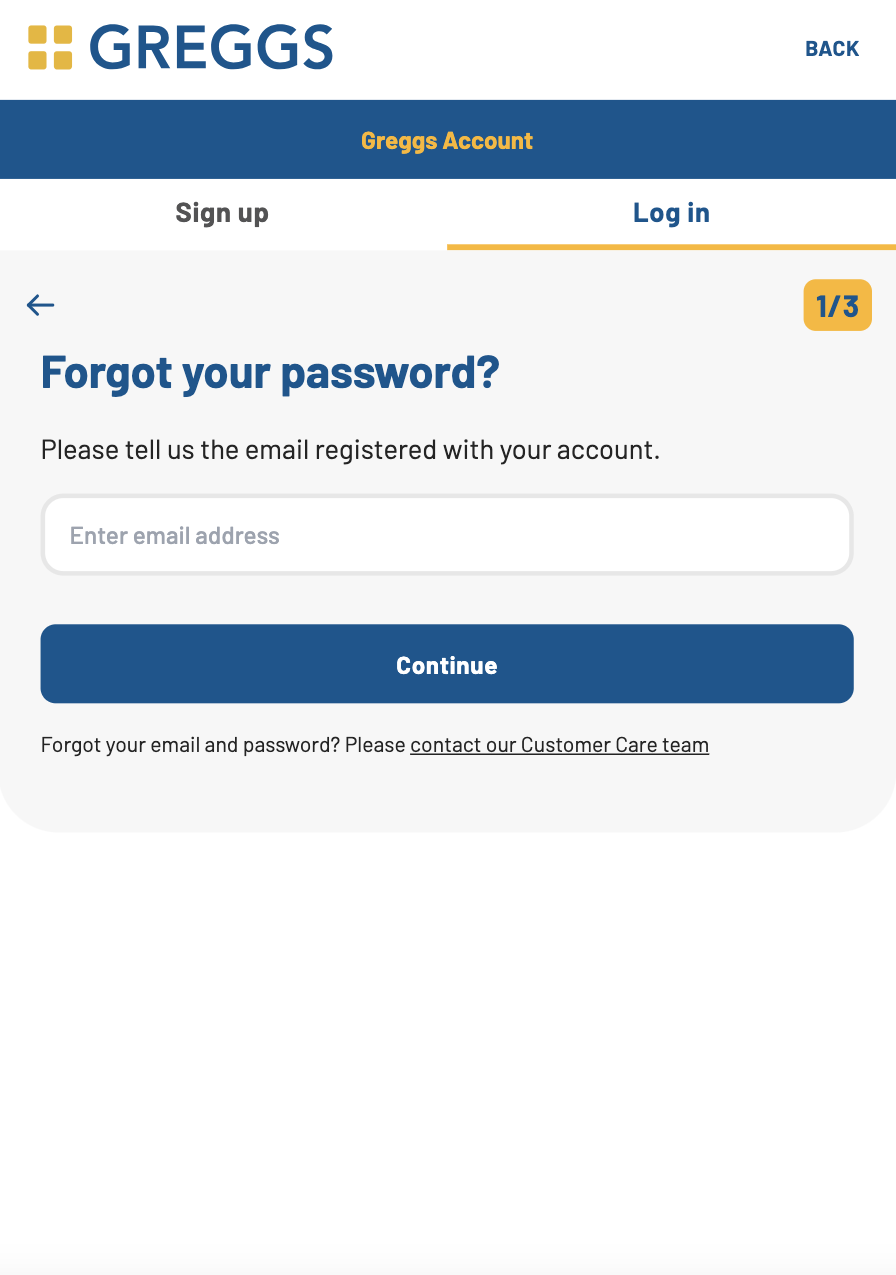 GREGGS
BACK
Greggs Account
Sign up
Log in
1/3
Forgot your password?
Please tell us the email registered with your account.
Enter email address
Continue
Forgot your email and password? Please contact our Customer Care team